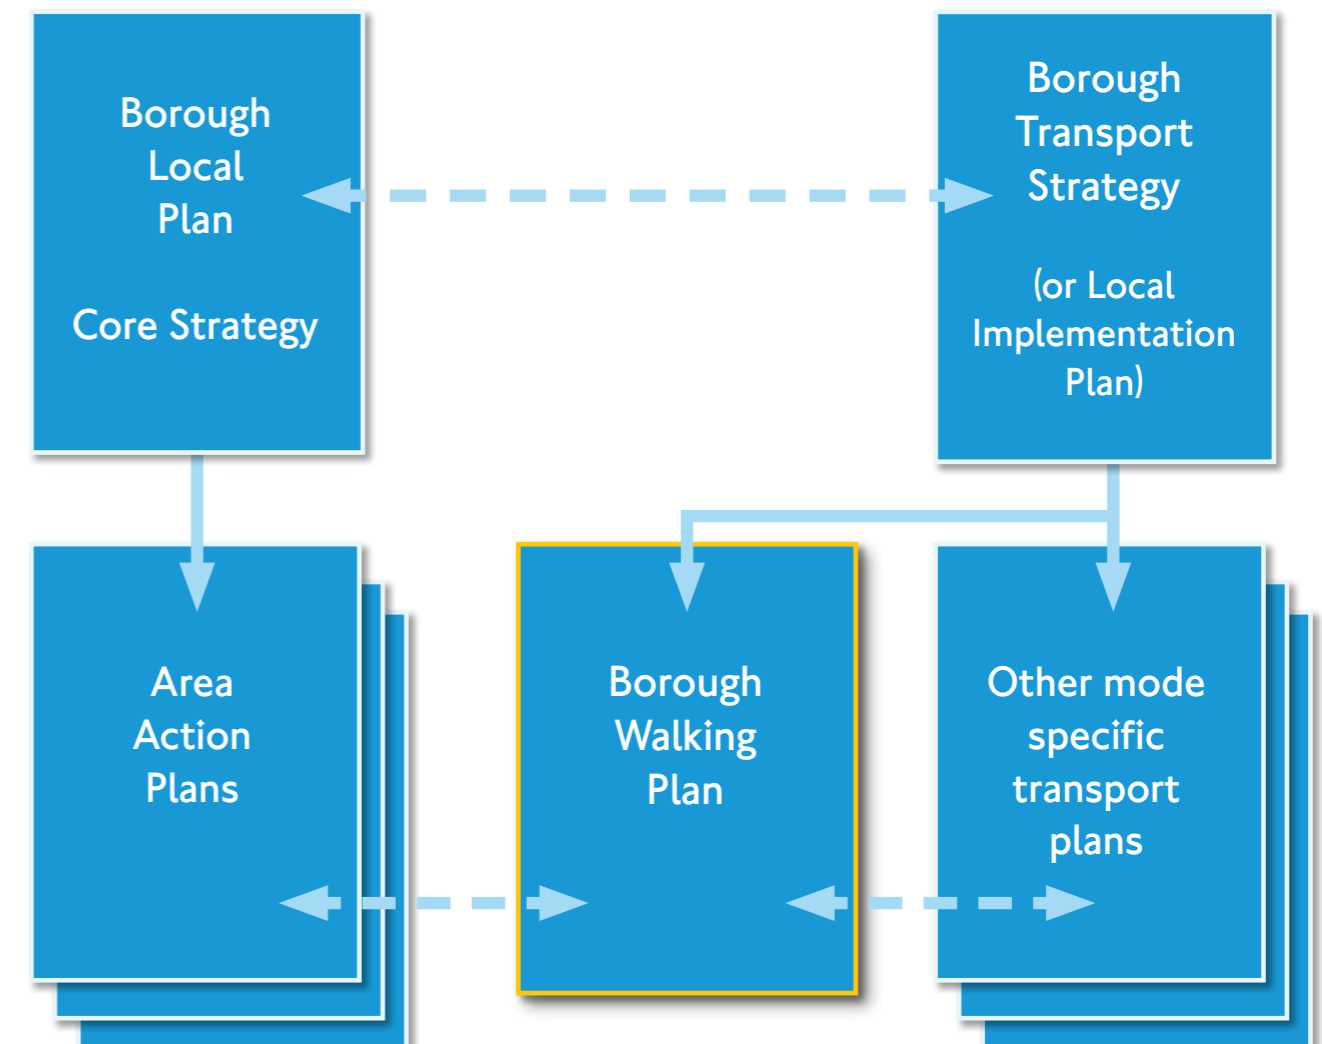 Borough
Local
Plan
Core Strategy
Borough
Transport
Strategy
(or Local
Implementation
Plan)
Area
Action
Plans
Borough
Walking
Plan
Other mode
specific
transport
plans